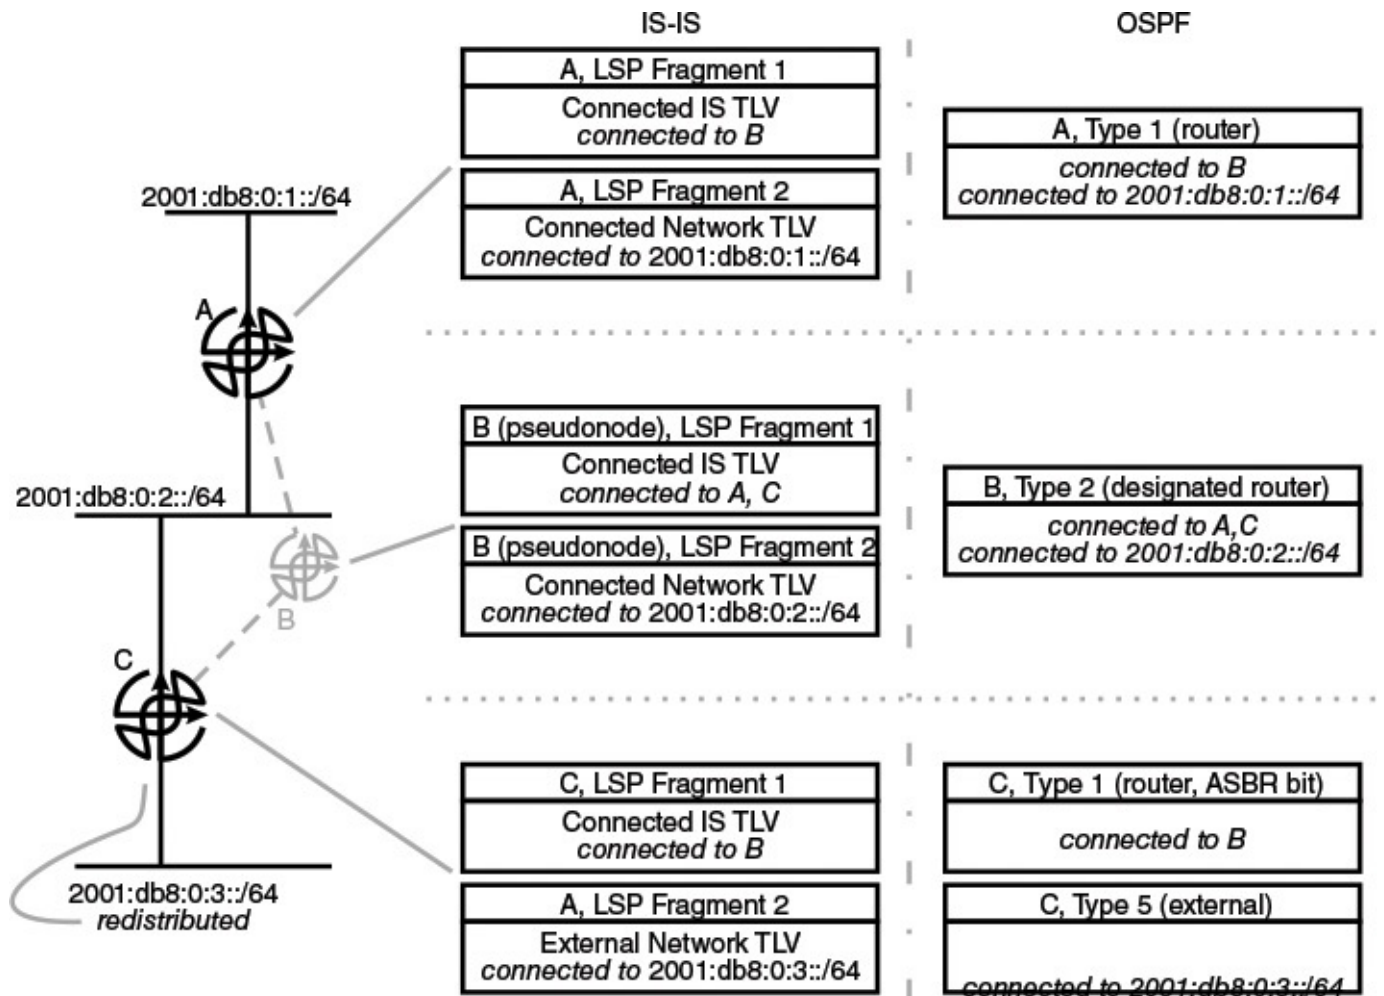 IS-IS
OSPF
A, LSP Fragment 1
Connected IS TLV
connected to B
A, LSP Fragment 2
Connected Network TLV
connected to 2001:db8:0:1::/64
A, Type 1 (router)
connected to B
connected to 2001:db8:0:1::/64
2001:db8:0:1::/64
A
2001:db8:0:2::/64
B
B (pseudonode), LSP Fragment 1
Connected IS TLV
connected to A, C
B (pseudonode), LSP Fragment 2
Connected Network TLV
connected to 2001:db8:0:2::/64
B, Type 2 (designated router)
connected to A,C
connected to 2001:db8:0:2::/64
C
2001:db8:0:3::/64
redistributed
C, LSP Fragment 1
Connected IS TLV
connected to B
A, LSP Fragment 2
External Network TLV
connected to 2001:db8:0:3::/64
C, Type 1 (router, ASBR bit)
connected to B
C, Type 5 (external)
connected to 2001:db8:0:3::/64